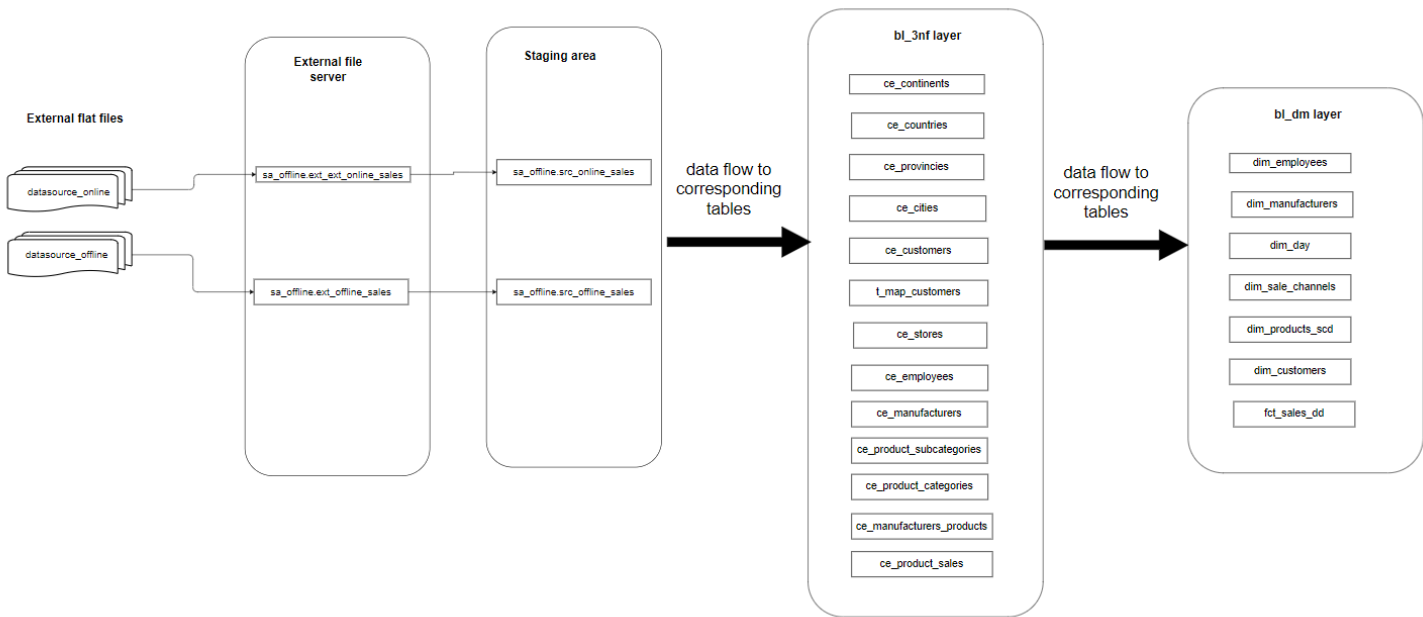 External flat files
datasource_online
datasource_offline
External file
server
sa_offline.ext_ext_online_sales
sa_offline.ext_offline_sales
Staging area
sa_offline.src_online_sales
sa_offline.src_offline_sales
data flow to
corresponding
tables
bl_3nf layer
ce_continents
ce_countries
ce_provincies
ce_cities
ce_customers
t_map_customers
ce_stores
ce_employees
ce_manufacturers
ce_product_subcategories
ce_product_categories
ce_manufacturers_products
ce_product_sales
data flow to
corresponding
tables
bl_dm layer
dim_employees
dim_manufacturers
dim_day
dim_sale_channels
dim_products_scd
dim_customers
fct_sales_dd